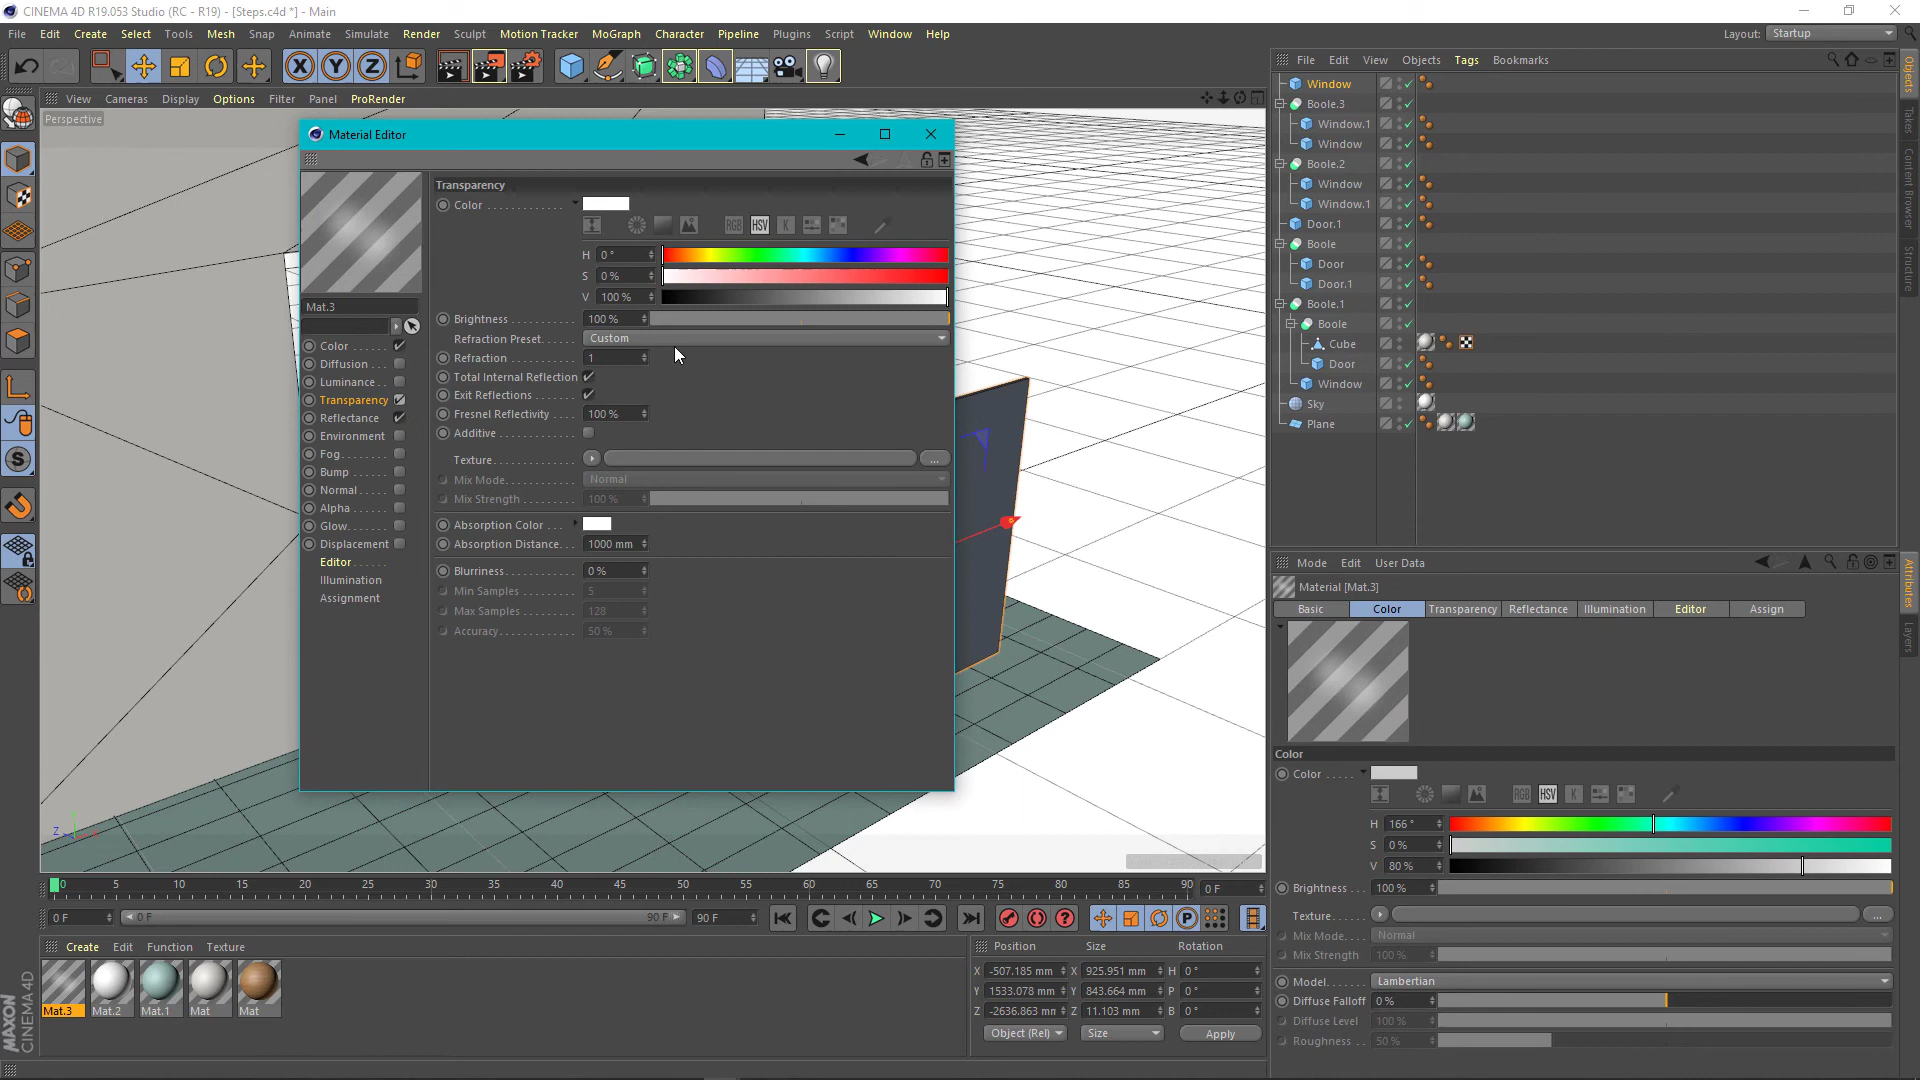 CINEMA 4D R19.053 Studio (RC - R19) - [Steps.c4d *] - Main
File Edit Create Select Tools Mesh Snap Animate Simulate Render Sculpt Motion Tracker MoGraph Character Pipeline Plugins Script Window Help
Layout: Startup
X Y Z
View Cameras Display Options Filter Panel ProRender
Perspective
Material Editor
Mat.3
Color
Diffusion
Luminance
Transparency
Reflectance
Environment
Fog
Bump
Normal
Alpha
Glow
Displacement
Editor
Illumination
Assignment
Transparency
Color
RGB HSV K
H 0 °
S 0 %
V 100 %
Brightness 100 %
Refraction Preset Custom
Refraction 1
Total Internal Reflection
Exit Reflections
Fresnel Reflectivity 100 %
Additive
Texture ...
Mix Mode Normal
Mix Strength 100 %
Absorption Color
Absorption Distance 1000 mm
Blurriness 0 %
Min Samples 5
Max Samples 128
Accuracy 50 %
File Edit View Objects Tags Bookmarks
Window
Boole.3
Window.1
Window
Boole.2
Window
Window.1
Door.1
Boole
Door
Door.1
Boole.1
Boole
Cube
Door
Window
Sky
Plane
Objects
Takes
Content Browser
Structure
Mode Edit User Data
Material [Mat.3]
Basic Color Transparency Reflectance Illumination Editor Assign
Color
Color
RGB HSV K
H 166 °
S 0 %
V 80 %
Brightness 100 %
Texture ...
Mix Mode Normal
Mix Strength 100 %
Model Lambertian
Diffuse Falloff 0 %
Diffuse Level 100 %
Roughness 50 %
Attributes
Layers
Z
0 5 10 15 20 25 30 35 40 45 50 55 60 65 70 75 80 85 90 0 F
0 F 0 F 90 F 90 F
P
Create Edit Function Texture
Mat.3 Mat.2 Mat.1 Mat Mat
Position Size Rotation
X -507.185 mm X 925.951 mm H 0 °
Y 1533.078 mm Y 843.664 mm P 0 °
Z -2636.863 mm Z 11.103 mm B 0 °
Object (Rel) Size Apply
MAXON
CINEMA 4D